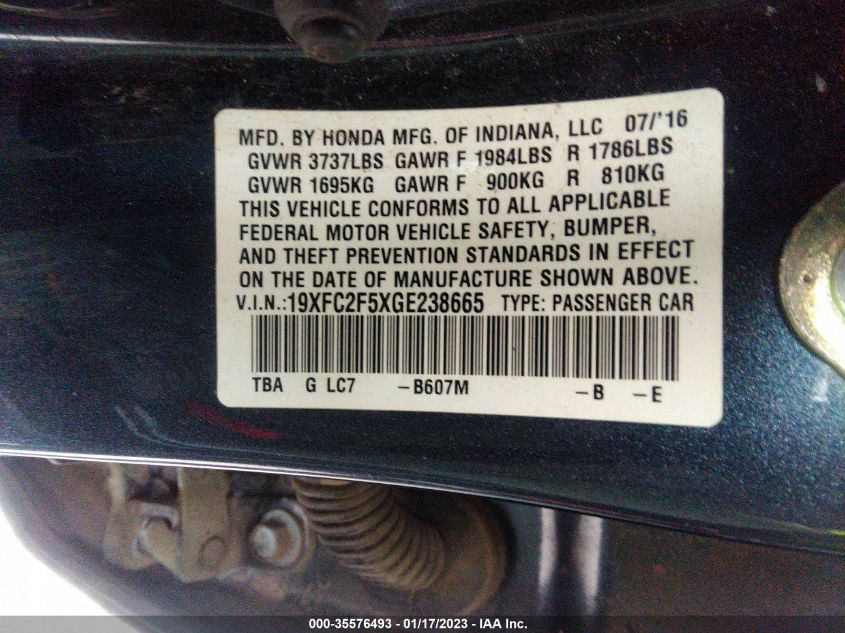 MFD. BY HONDA MFG. OF INDIANA, LLC 07/'16
GVWR 3737LBS GAWR F 1984LBS R 1786LBS
GVWR 1695KG GAWR F 900KG R 810KG
THIS VEHICLE CONFORMS TO ALL APPLICABLE
FEDERAL MOTOR VEHICLE SAFETY, BUMPER,
AND THEFT PREVENTION STANDARDS IN EFFECT
ON THE DATE OF MANUFACTURE SHOWN ABOVE.
V.I.N.:19XFC2F5XGE238665 TYPE: PASSENGER CAR
TBA G LC7 -B607M -B -E
000-35576493 - 01/17/2023 - IAA Inc.